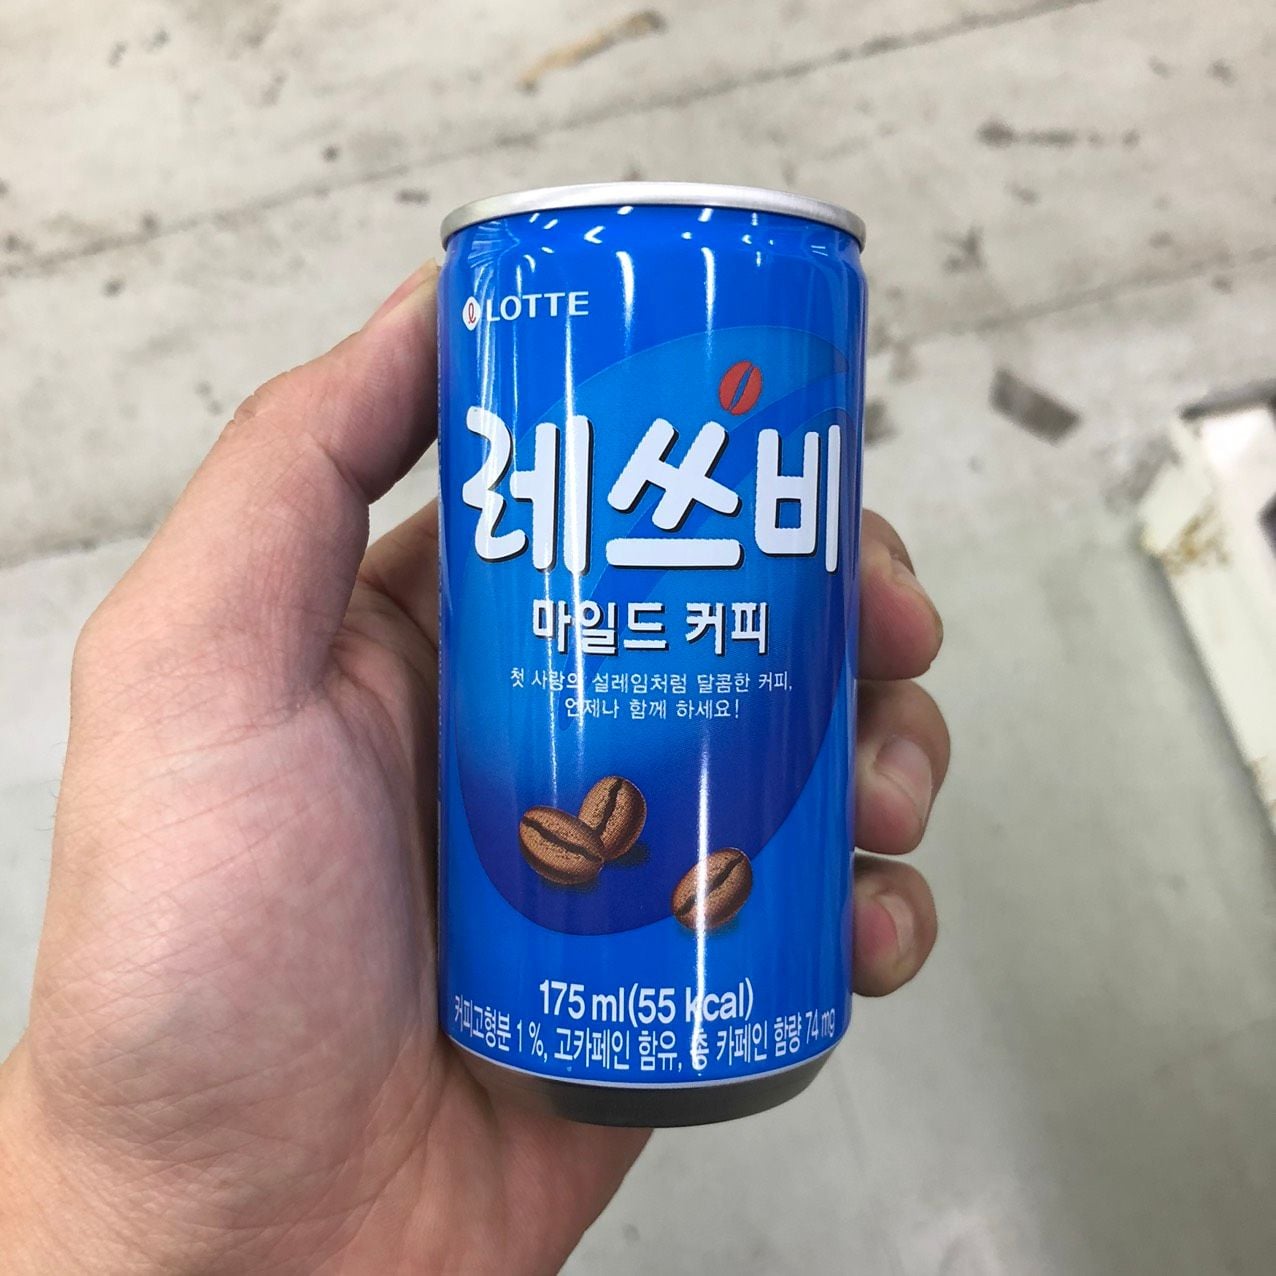 LOTTE
레쓰비
마일드 커피
첫 사랑의 설레임처럼 달콤한 커피,
언제나 함께 하세요!
175 ml(55 kcal)
커피고형분 1 %, 고카페인 함유, 총 카페인 함량 74 mg